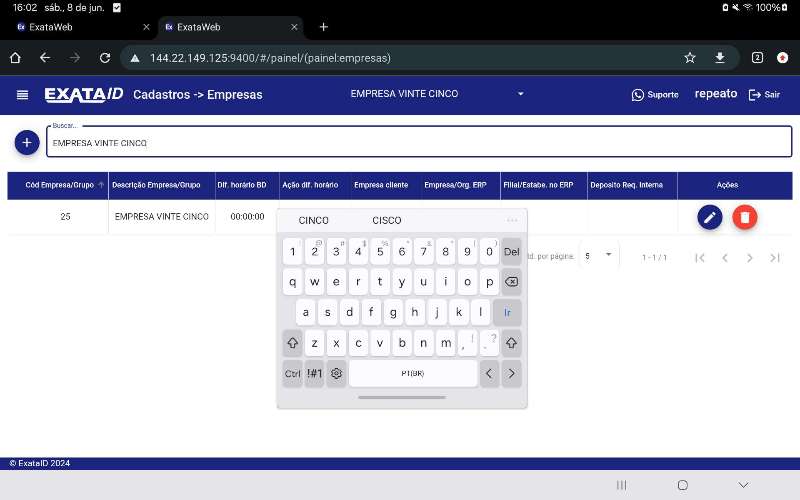 16:02 sáb., 8 de jun. 100%
ExataWeb ExataWeb
144.22.149.125:9400/#/painel/(painel:empresas) 2
EXATAID Cadastros -> Empresas EMPRESA VINTE CINCO Suporte repeato Sair
Buscar...
EMPRESA VINTE CINCO
Cód Empresa/Grupo Descrição Empresa/Grupo Dif. horário BD Ação dif. horário Empresa cliente Empresa/Org. ERP Filial/Estabe. no ERP Deposito Req. Interna Ações
25 EMPRESA VINTE CINCO 00:00:00
td. por página: 5 1 - 1 / 1
CINCO CISCO ...
1 2 3 4 5 6 7 8 9 0 Del
q w e r t y u i o p
a s d f g h j k l Ir
z x c v b n m , ! . ?
Ctrl !#1 PT(BR) < >
© ExataID 2024